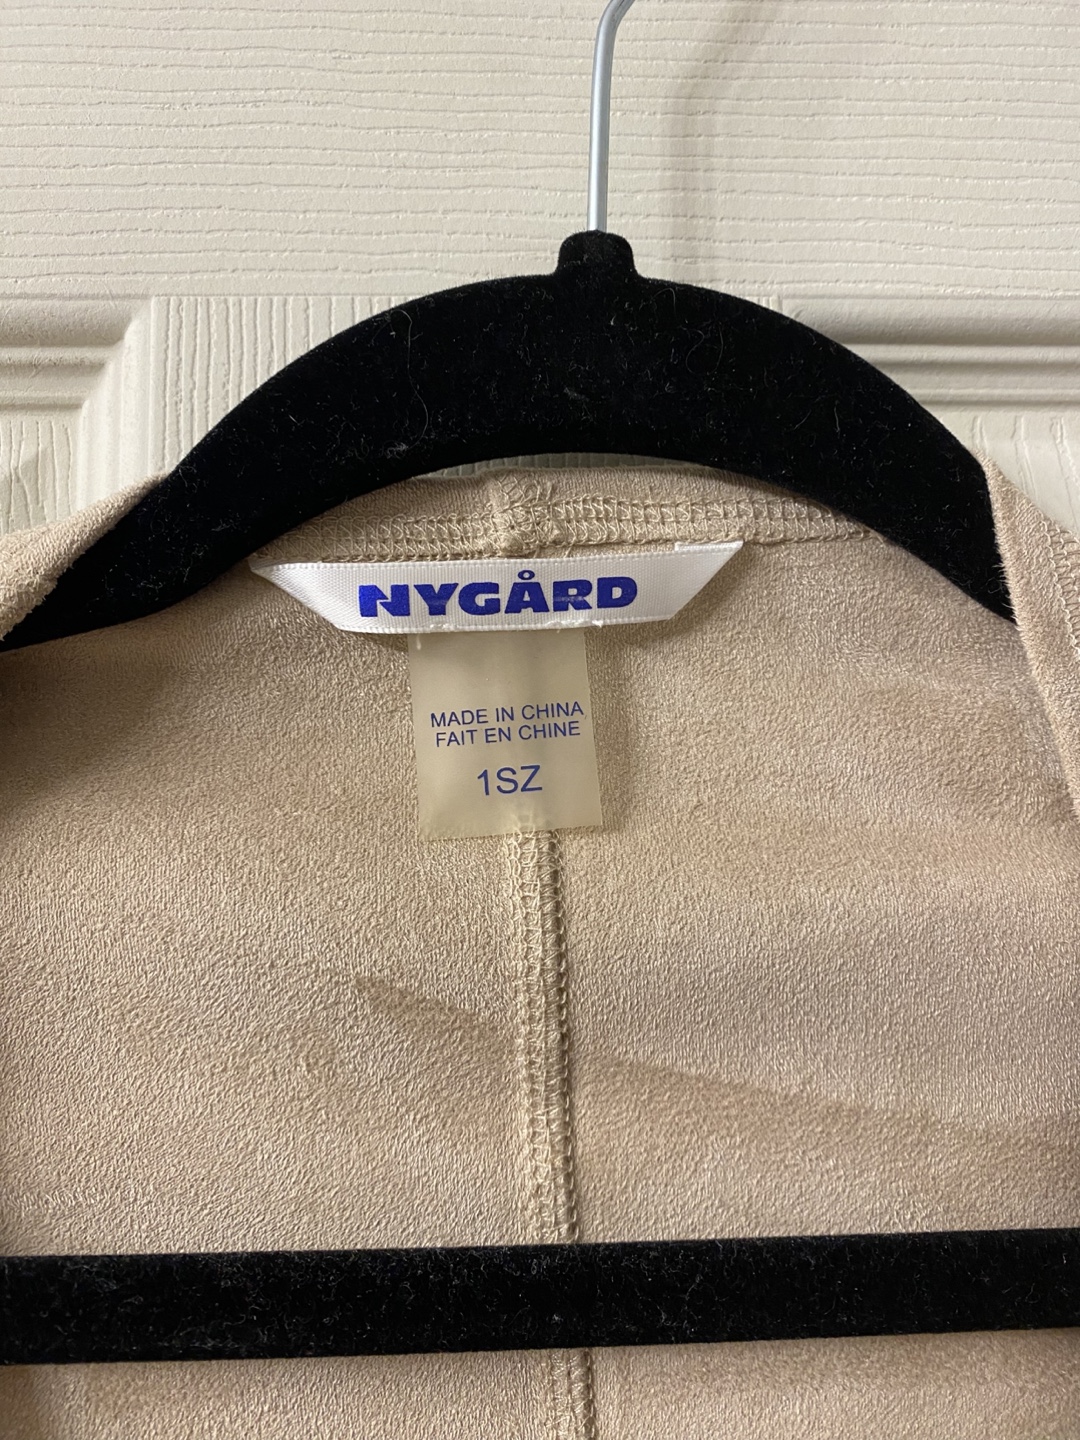 NYGÅRD
MADE IN CHINA
FAIT EN CHINE
1SZ